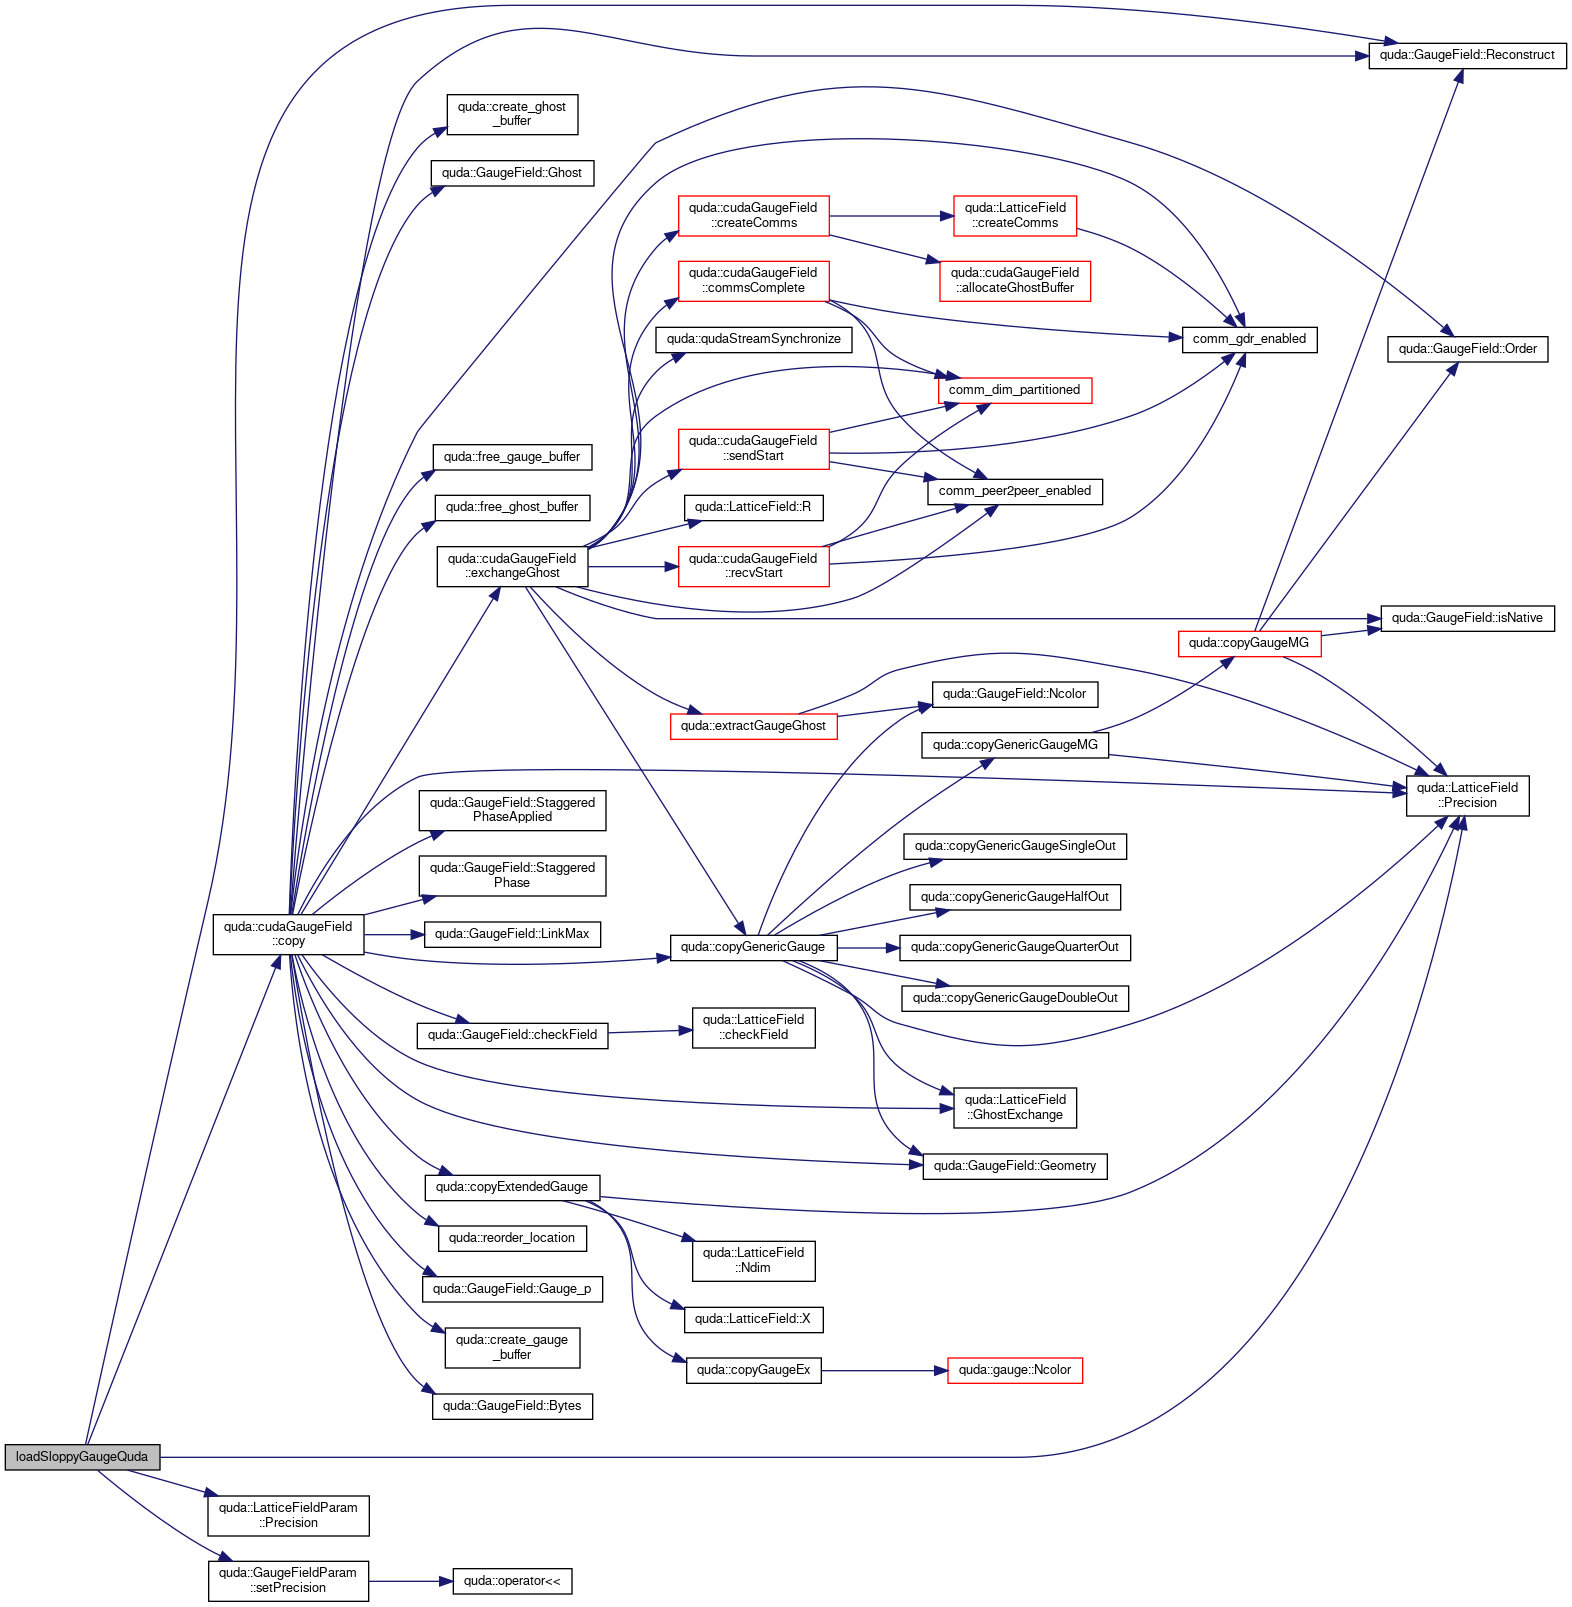 quda::GaugeField::Reconstruct
quda::create_ghost
_buffer
quda::GaugeField::Ghost
quda::cudaGaugeField
::createComms
quda::LatticeField
::createComms
quda::cudaGaugeField
::commsComplete
quda::cudaGaugeField
::allocateGhostBuffer
quda::qudaStreamSynchronize
comm_gdr_enabled
quda::GaugeField::Order
comm_dim_partitioned
quda::free_gauge_buffer
quda::cudaGaugeField
::sendStart
comm_peer2peer_enabled
quda::free_ghost_buffer
quda::LatticeField::R
quda::cudaGaugeField
::exchangeGhost
quda::cudaGaugeField
::recvStart
quda::GaugeField::isNative
quda::copyGaugeMG
quda::GaugeField::Ncolor
quda::extractGaugeGhost
quda::copyGenericGaugeMG
quda::LatticeField
::Precision
quda::GaugeField::Staggered
PhaseApplied
quda::copyGenericGaugeSingleOut
quda::GaugeField::Staggered
Phase
quda::copyGenericGaugeHalfOut
quda::cudaGaugeField
::copy
quda::GaugeField::LinkMax
quda::copyGenericGauge
quda::copyGenericGaugeQuarterOut
quda::copyGenericGaugeDoubleOut
quda::GaugeField::checkField
quda::LatticeField
::checkField
quda::LatticeField
::GhostExchange
quda::GaugeField::Geometry
quda::copyExtendedGauge
quda::reorder_location
quda::LatticeField
::Ndim
quda::GaugeField::Gauge_p
quda::LatticeField::X
quda::create_gauge
_buffer
quda::copyGaugeEx
quda::gauge::Ncolor
quda::GaugeField::Bytes
loadSloppyGaugeQuda
quda::LatticeFieldParam
::Precision
quda::GaugeFieldParam
::setPrecision
quda::operator<<